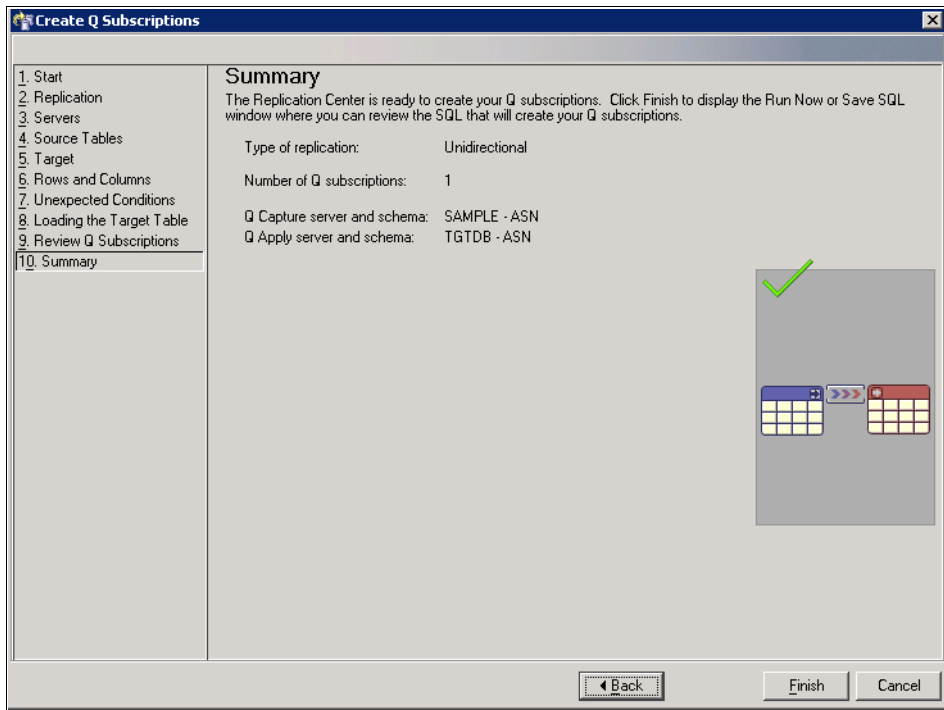 Create Q Subscriptions
1. Start
2. Replication
3. Servers
4. Source Tables
5. Target
6. Rows and Columns
7. Unexpected Conditions
8. Loading the Target Table
9. Review Q Subscriptions
10. Summary
Summary
The Replication Center is ready to create your Q subscriptions. Click Finish to display the Run Now or Save SQL
window where you can review the SQL that will create your Q subscriptions.
Type of replication: Unidirectional
Number of Q subscriptions: 1
Q Capture server and schema: SAMPLE - ASN
Q Apply server and schema: TGTDB - ASN
Back
Finish
Cancel